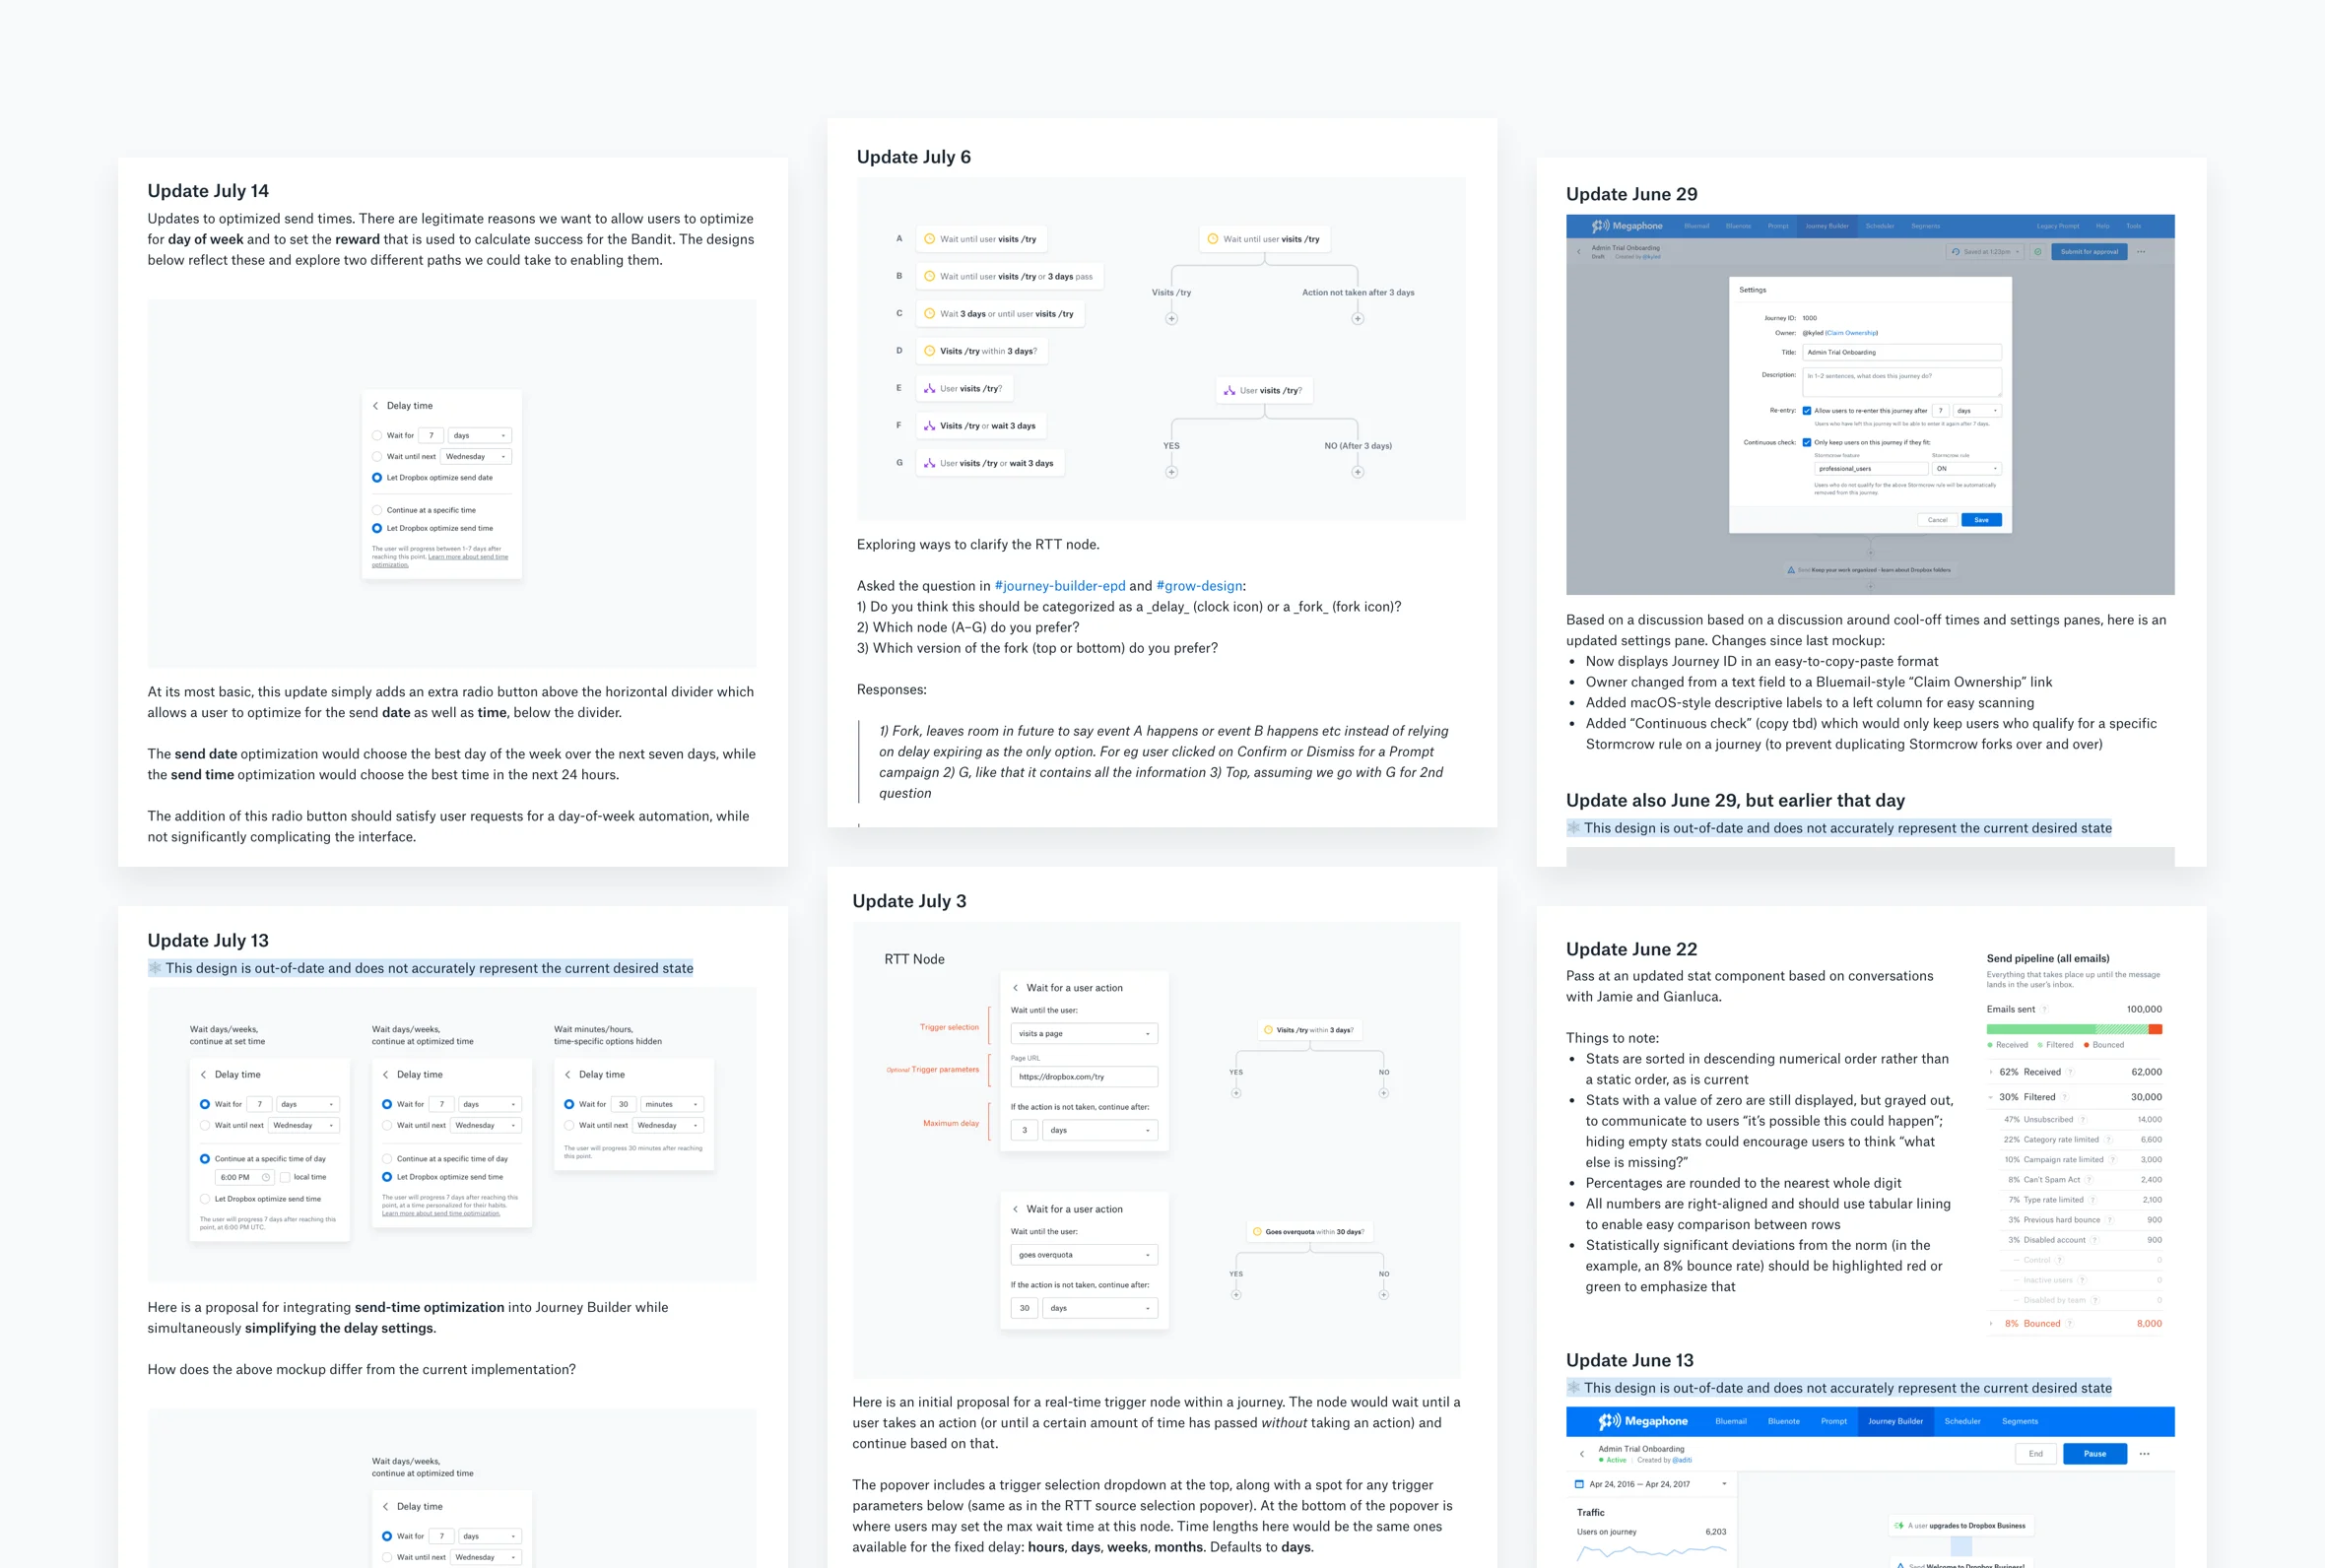 Update July 14
Updates to optimized send times. There are legitimate reasons we want to allow users to optimize
for day of week and to set the reward that is used to calculate success for the Bandit. The designs
below reflect these and explore two different paths we could take to enabling them.
Delay time
Wait for 7 days
Wait until next Wednesday
Let Dropbox optimize send date
Continue at a specific time
Let Dropbox optimize send time
The user will progress between 1-7 days after
reaching this point. Learn more about send time
optimization.
At its most basic, this update simply adds an extra radio button above the horizontal divider which
allows a user to optimize for the send date as well as time, below the divider.
The send date optimization would choose the best day of the week over the next seven days, while
the send time optimization would choose the best time in the next 24 hours.
The addition of this radio button should satisfy user requests for a day-of-week automation, while
not significantly complicating the interface.
Update July 13
This design is out-of-date and does not accurately represent the current desired state
Wait days/weeks,
continue at set time
Delay time
Wait for 7 days
Wait until next Wednesday
Continue at a specific time of day
6:00 PM local time
Let Dropbox optimize send time
The user will progress 7 days after reaching this
point, at 6:00 PM UTC.
Wait days/weeks,
continue at optimized time
Delay time
Wait for 7 days
Wait until next Wednesday
Continue at a specific time of day
Let Dropbox optimize send time
The user will progress 7 days after reaching this
point, at a time personalized for their habits.
Learn more about send time optimization.
Wait minutes/hours,
time-specific options hidden
Delay time
Wait for 30 minutes
Wait until next Wednesday
The user will progress 30 minutes after reaching
this point.
Here is a proposal for integrating send-time optimization into Journey Builder while
simultaneously simplifying the delay settings.
How does the above mockup differ from the current implementation?
Wait days/weeks,
continue at optimized time
Delay time
Wait for 7 days
Wait until next Wednesday
Update July 6
A Wait until user visits /try
B Wait until user visits /try or 3 days pass
C Wait 3 days or until user visits /try
D Visits /try within 3 days?
E User visits /try?
F Visits /try or wait 3 days
G User visits /try or wait 3 days
Wait until user visits /try
Visits /try Action not taken after 3 days
User visits /try?
YES NO (After 3 days)
Exploring ways to clarify the RTT node.
Asked the question in #journey-builder-epd and #grow-design:
1) Do you think this should be categorized as a _delay_ (clock icon) or a _fork_ (fork icon)?
2) Which node (A–G) do you prefer?
3) Which version of the fork (top or bottom) do you prefer?
Responses:
1) Fork, leaves room in future to say event A happens or event B happens etc instead of relying
on delay expiring as the only option. For eg user clicked on Confirm or Dismiss for a Prompt
campaign 2) G, like that it contains all the information 3) Top, assuming we go with G for 2nd
question
Update July 3
RTT Node
Trigger selection
Optional Trigger parameters
Maximum delay
Wait for a user action
Wait until the user:
visits a page
Page URL
https://dropbox.com/try
If the action is not taken, continue after:
3 days
Visits /try within 3 days?
YES NO
Wait for a user action
Wait until the user:
goes overquota
If the action is not taken, continue after:
30 days
Goes overquota within 30 days?
YES NO
Here is an initial proposal for a real-time trigger node within a journey. The node would wait until a
user takes an action (or until a certain amount of time has passed without taking an action) and
continue based on that.
The popover includes a trigger selection dropdown at the top, along with a spot for any trigger
parameters below (same as in the RTT source selection popover). At the bottom of the popover is
where users may set the max wait time at this node. Time lengths here would be the same ones
available for the fixed delay: hours, days, weeks, months. Defaults to days.
Update June 29
Megaphone Bluemail Bluenote Prompt Journey Builder Scheduler Segments Legacy Prompt Help Tools
Admin Trial Onboarding
Draft Created by @kyled
Saved at 1:22pm Submit for approval
Settings
Journey ID: 1000
Owner: @kyled (Claim Ownership)
Title: Admin Trial Onboarding
Description: In 1-2 sentences, what does this journey do?
Re-entry: Allow users to re-enter this journey after 7 days
Users who have left this journey will be able to enter it again after 7 days.
Continuous check: Only keep users on this journey if they fit:
Stormcrow feature Stormcrow rule
professional_users ON
Users who do not qualify for the above Stormcrow rule will be automatically
removed from this journey.
Cancel Save
Send Keep your work organized - learn about Dropbox folders
Based on a discussion based on a discussion around cool-off times and settings panes, here is an
updated settings pane. Changes since last mockup:
• Now displays Journey ID in an easy-to-copy-paste format
• Owner changed from a text field to a Bluemail-style “Claim Ownership” link
• Added macOS-style descriptive labels to a left column for easy scanning
• Added “Continuous check” (copy tbd) which would only keep users who qualify for a specific
Stormcrow rule on a journey (to prevent duplicating Stormcrow forks over and over)
Update also June 29, but earlier that day
This design is out-of-date and does not accurately represent the current desired state
Update June 22
Pass at an updated stat component based on conversations
with Jamie and Gianluca.
Things to note:
• Stats are sorted in descending numerical order rather than
a static order, as is current
• Stats with a value of zero are still displayed, but grayed out,
to communicate to users “it’s possible this could happen”;
hiding empty stats could encourage users to think “what
else is missing?”
• Percentages are rounded to the nearest whole digit
• All numbers are right-aligned and should use tabular lining
to enable easy comparison between rows
• Statistically significant deviations from the norm (in the
example, an 8% bounce rate) should be highlighted red or
green to emphasize that
Send pipeline (all emails)
Everything that takes place up until the message
lands in the user's inbox.
Emails sent ? 100,000
Received Filtered Bounced
62% Received ? 62,000
30% Filtered ? 30,000
47% Unsubscribed ? 14,000
22% Category rate limited ? 6,600
10% Campaign rate limited ? 3,000
8% Can't Spam Act ? 2,400
7% Type rate limited ? 2,100
3% Previous hard bounce ? 900
3% Disabled account ? 900
— Control ? 0
— Inactive users ? 0
— Disabled by team ? 0
8% Bounced ? 8,000
Update June 13
This design is out-of-date and does not accurately represent the current desired state
Megaphone Bluemail Bluenote Prompt Journey Builder Scheduler Segments
Admin Trial Onboarding
Active Created by @aditi
End Pause
Apr 24, 2016 — Apr 24, 2017
Traffic
Users on journey 6,203
A user upgrades to Dropbox Business
Send Welcome to Dropbox Business!